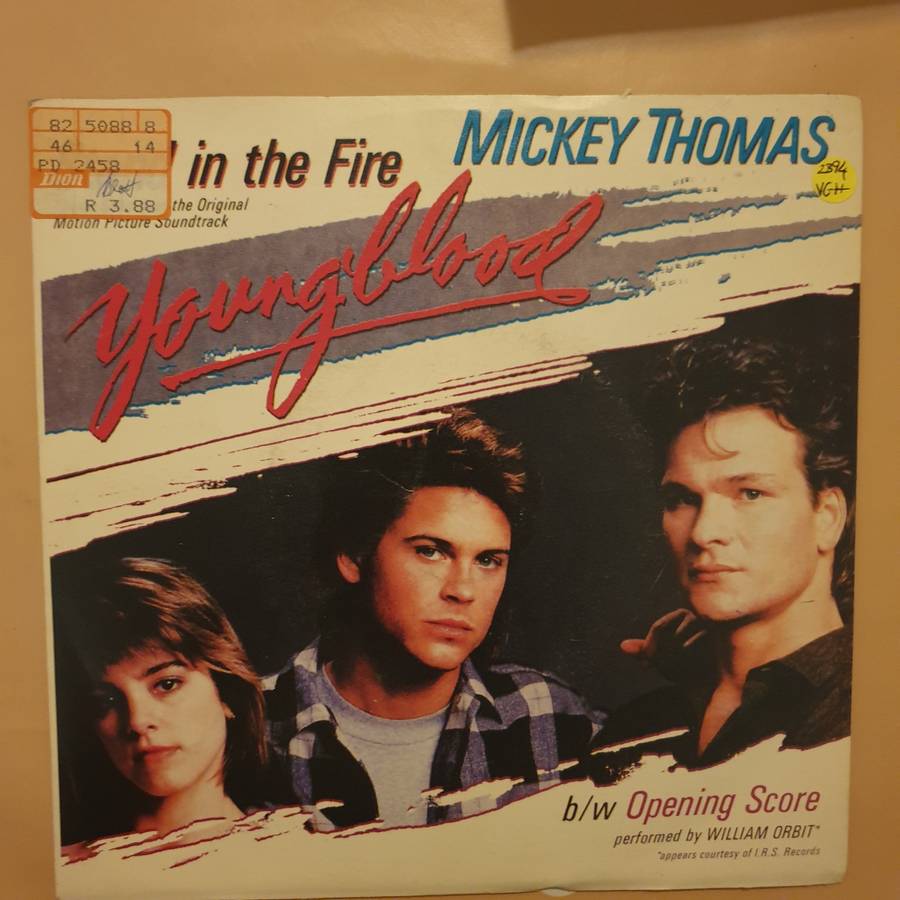 82 5088 8
46 14
PD 2458
Dion
R 3.88
in the Fire
the Original
Motion Picture Soundtrack
MICKEY THOMAS
2394
VG+
Youngblood
b/w Opening Score
performed by WILLIAM ORBIT*
*appears courtesy of I.R.S. Records